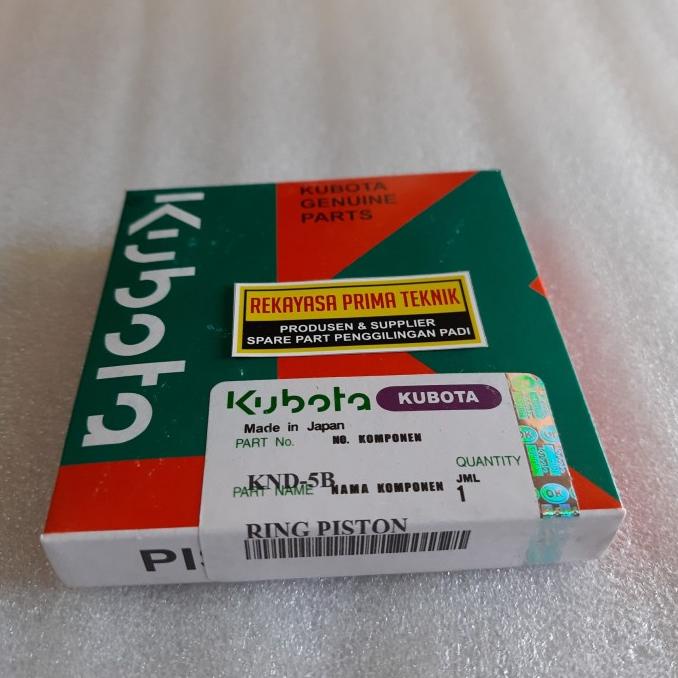 Kubota
KUBOTA
GENUINE
PARTS
REKAYASA PRIMA TEKNIK
PRODUSEN & SUPPLIER
SPARE PART PENGGILINGAN PADI
Kubota KUBOTA
Made in Japan
PART No. NO. KOMPONEN
QUANTITY
KND-5B JML
PART NAME NAMA KOMPONEN 1
RING PISTON
PI